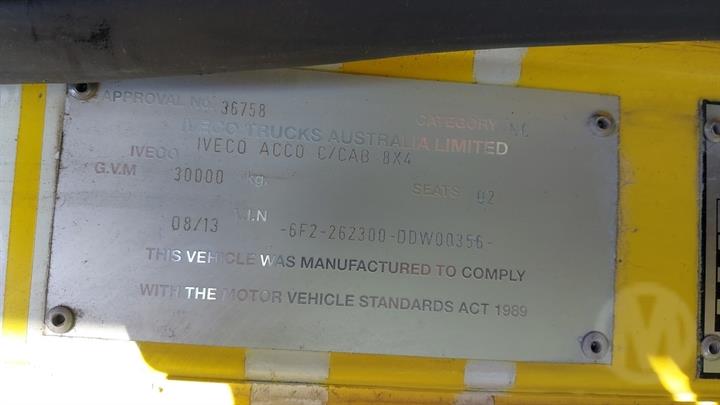 APPROVAL No. 36758 CATEGORY NC
IVECO TRUCKS AUSTRALIA LIMITED
IVECO IVECO ACCO C/CAB 8X4
G.V.M 30000 kg. SEATS 02
08/13 V.I.N -6F2-262300-DDW00356-
THIS VEHICLE WAS MANUFACTURED TO COMPLY
WITH THE MOTOR VEHICLE STANDARDS ACT 1989
M